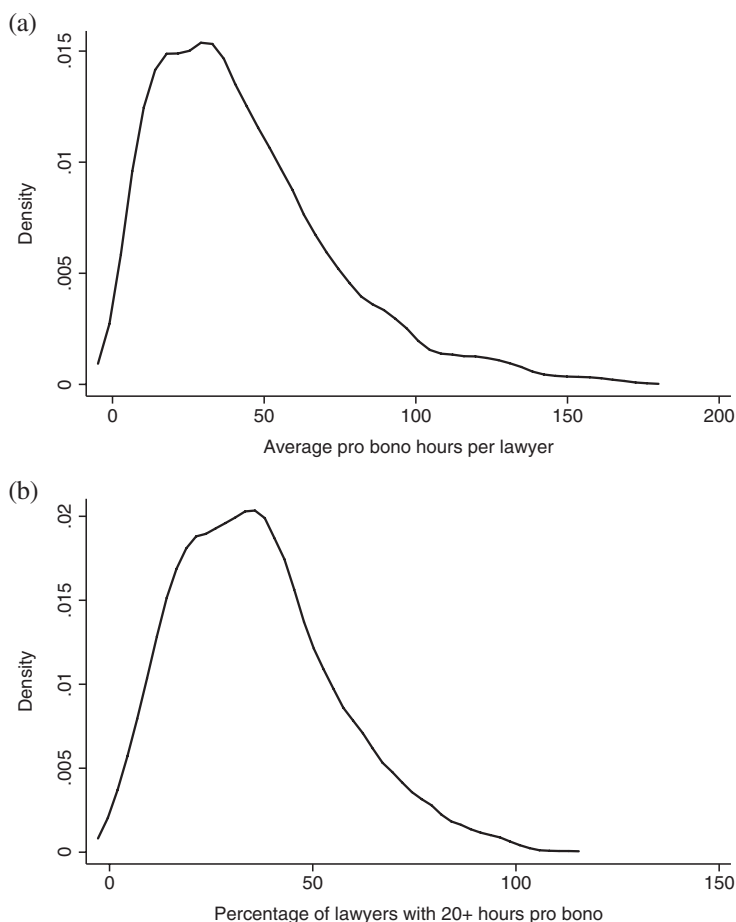 (a)
.015
.01
.005
0
Density
0 50 100 150 200
Average pro bono hours per lawyer
(b)
.02
.015
.01
.005
0
Density
0 50 100 150
Percentage of lawyers with 20+ hours pro bono